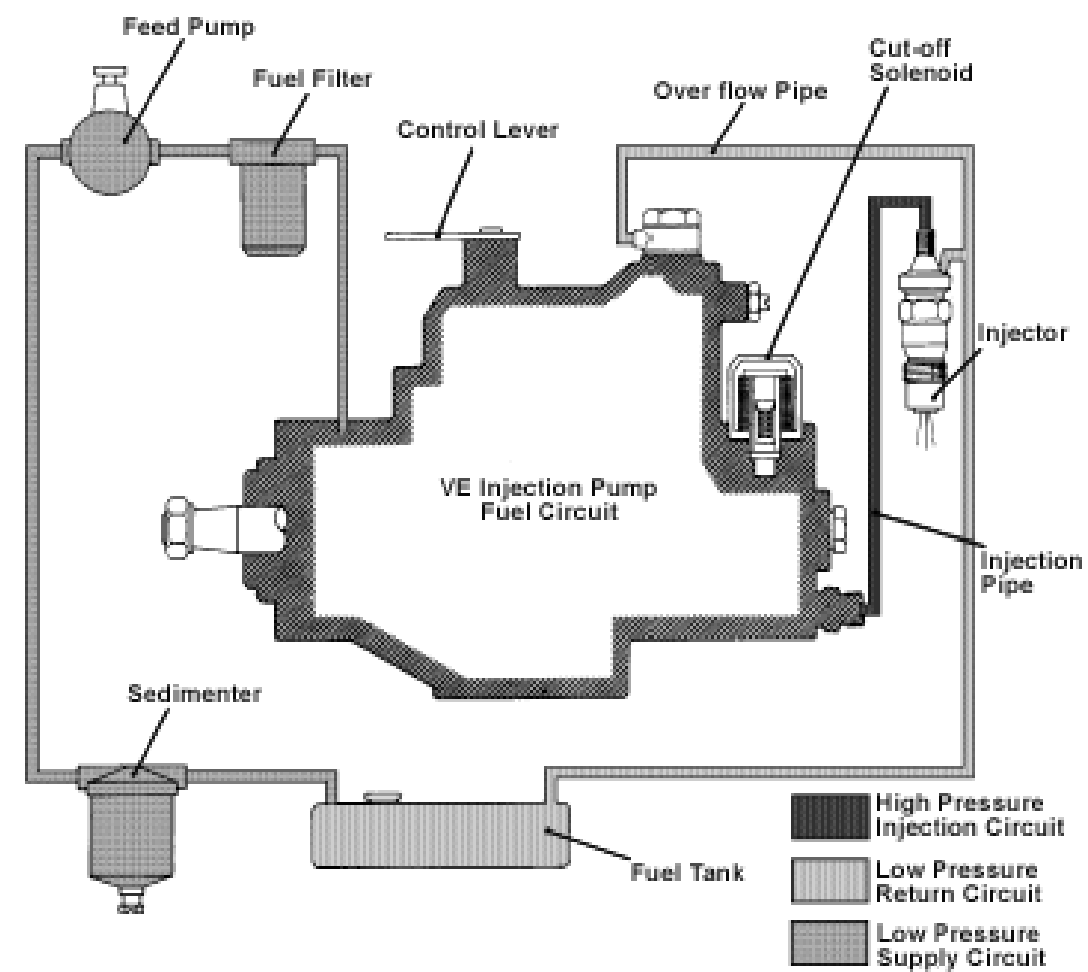 Feed Pump
Fuel Filter
Control Lever
Over flow Pipe
Cut-off
Solenoid
Injector
VE Injection Pump
Fuel Circuit
Injection
Pipe
Sedimenter
Fuel Tank
High Pressure
Injection Circuit
Low Pressure
Return Circuit
Low Pressure
Supply Circuit